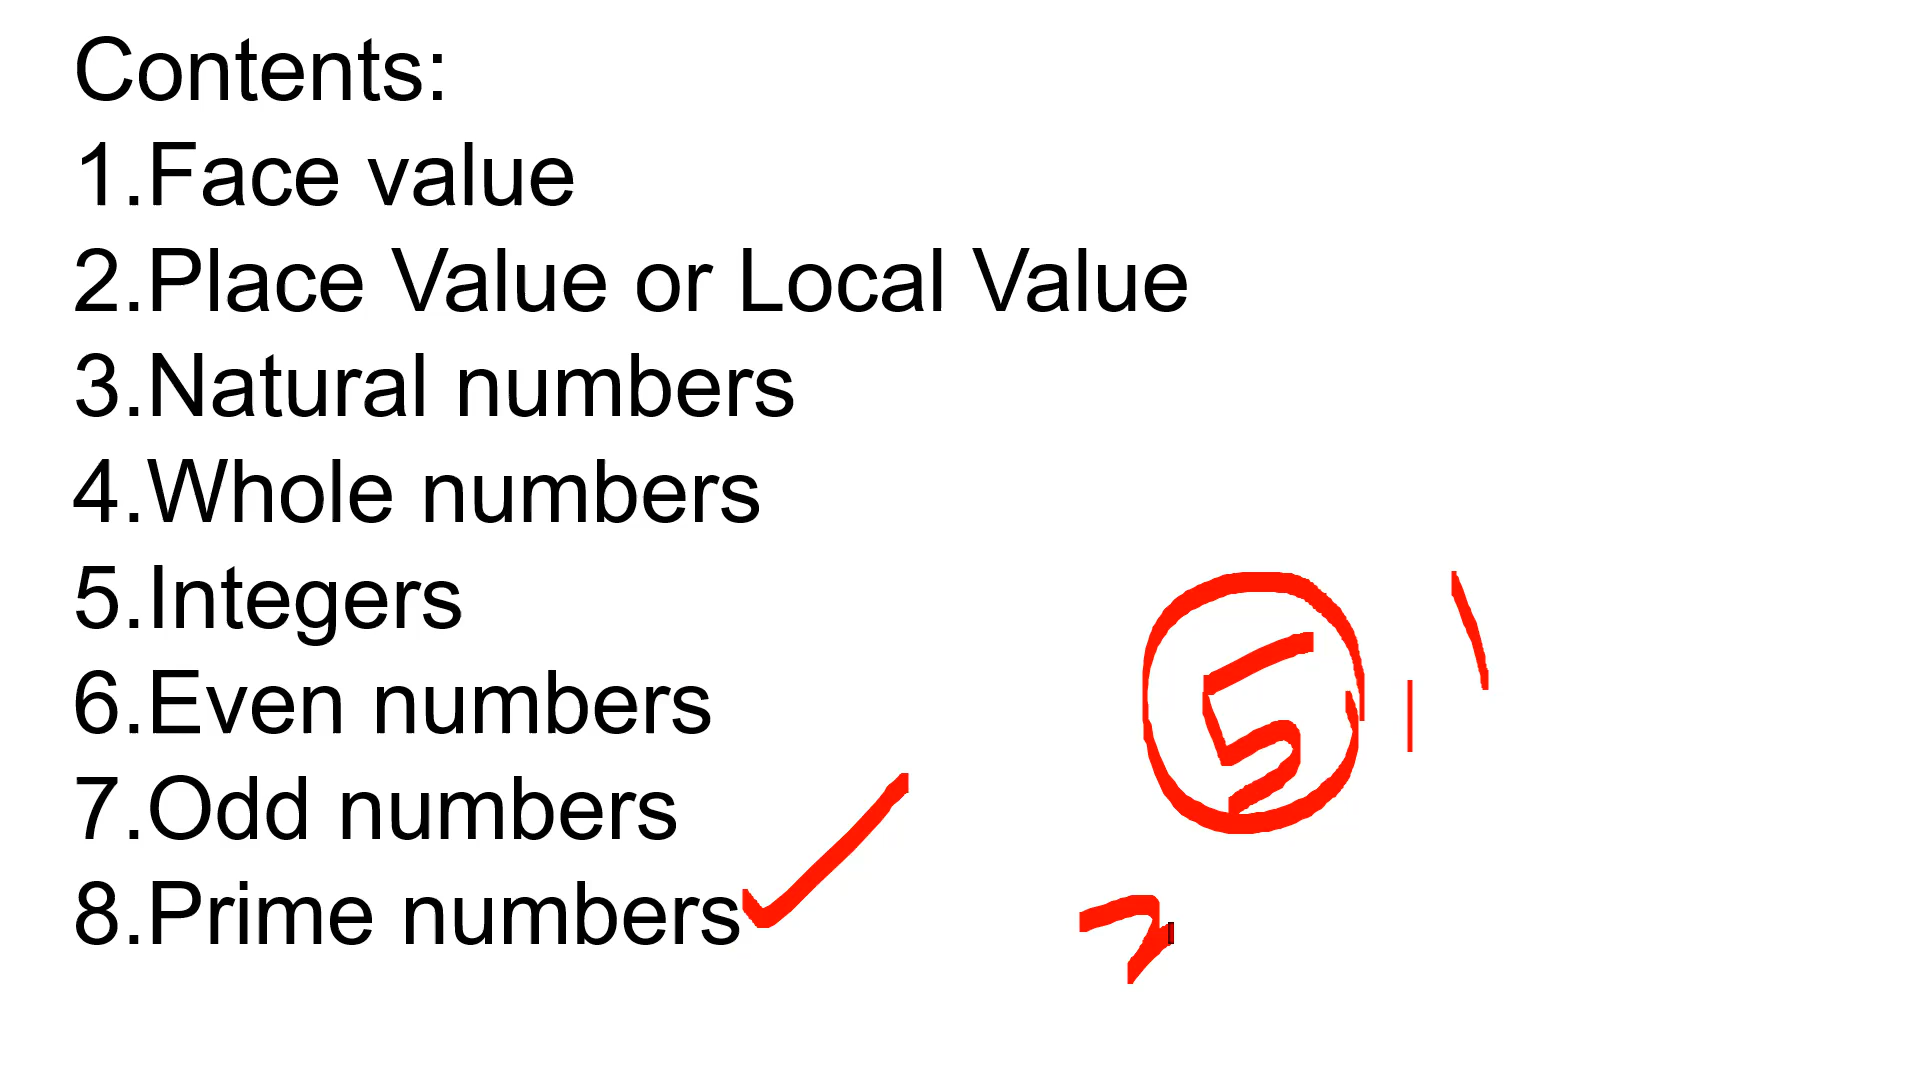 Contents:
1.Face value
2.Place Value or Local Value
3.Natural numbers
4.Whole numbers
5.Integers
6.Even numbers
7.Odd numbers
8.Prime numbers
5